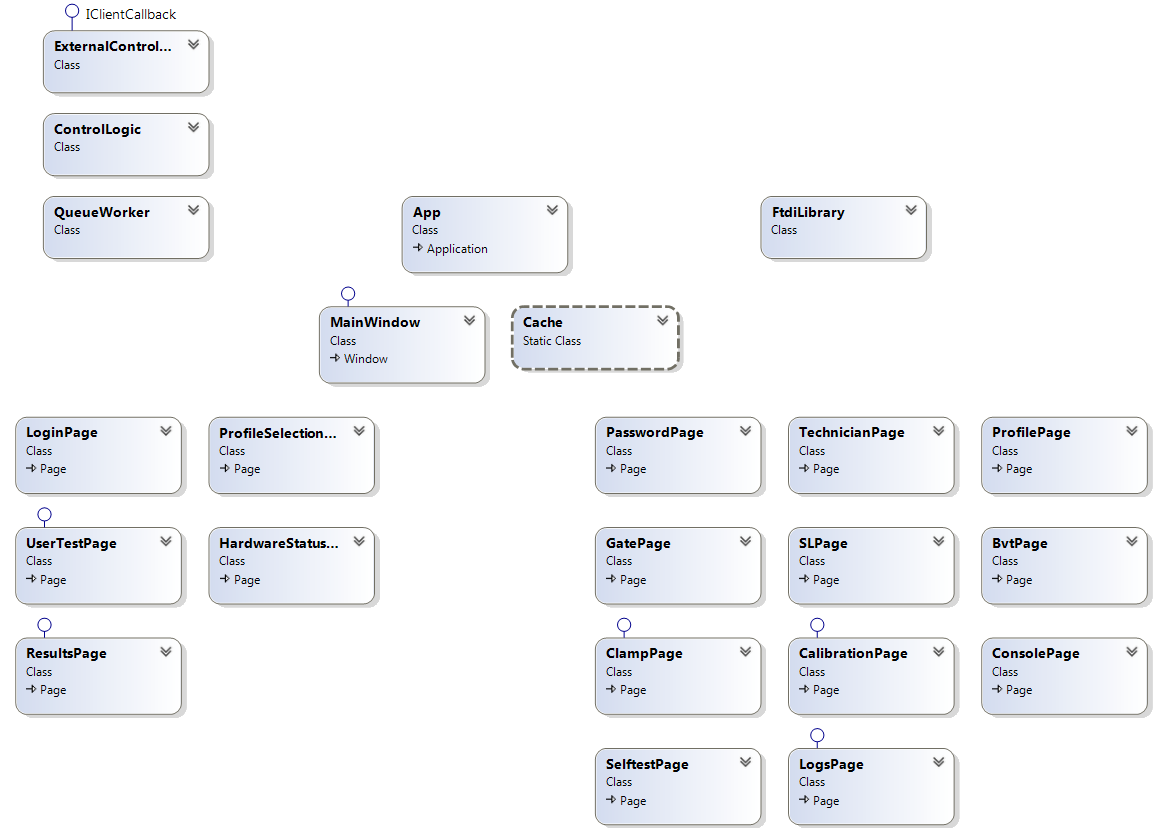 IClientCallback
ExternalControl...
Class
ControlLogic
Class
QueueWorker
Class
App
Class
Application
FtdiLibrary
Class
MainWindow
Class
Window
Cache
Static Class
LoginPage
Class
Page
ProfileSelection...
Class
Page
PasswordPage
Class
Page
TechnicianPage
Class
Page
ProfilePage
Class
Page
UserTestPage
Class
Page
HardwareStatus...
Class
Page
GatePage
Class
Page
SLPage
Class
Page
BvtPage
Class
Page
ResultsPage
Class
Page
ClampPage
Class
Page
CalibrationPage
Class
Page
ConsolePage
Class
Page
SelftestPage
Class
Page
LogsPage
Class
Page